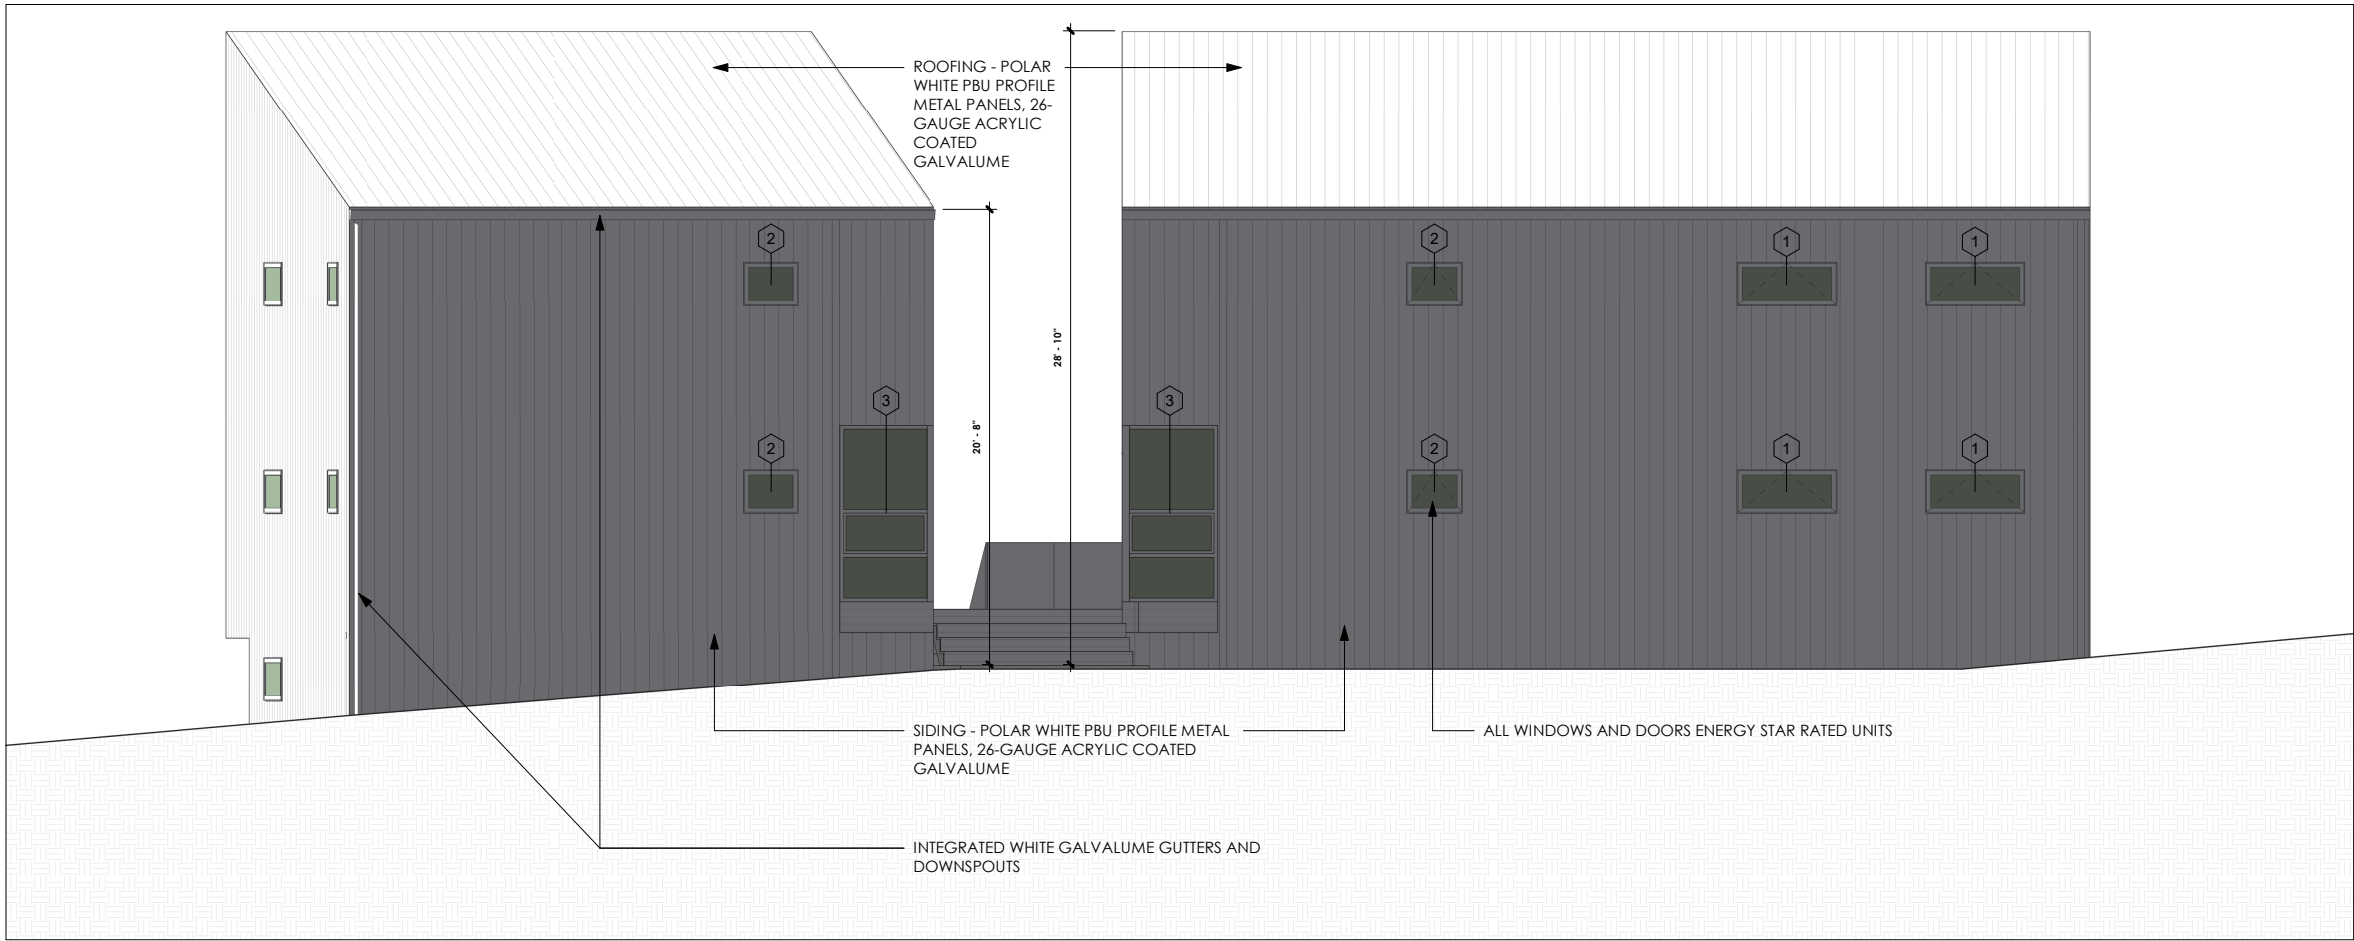 ROOFING - POLAR
WHITE PBU PROFILE
METAL PANELS, 26-
GAUGE ACRYLIC
COATED
GALVALUME
2
2
1
1
28' - 10"
3
3
20' - 8"
2
2
1
1
SIDING - POLAR WHITE PBU PROFILE METAL
PANELS, 26-GAUGE ACRYLIC COATED
GALVALUME
ALL WINDOWS AND DOORS ENERGY STAR RATED UNITS
INTEGRATED WHITE GALVALUME GUTTERS AND
DOWNSPOUTS